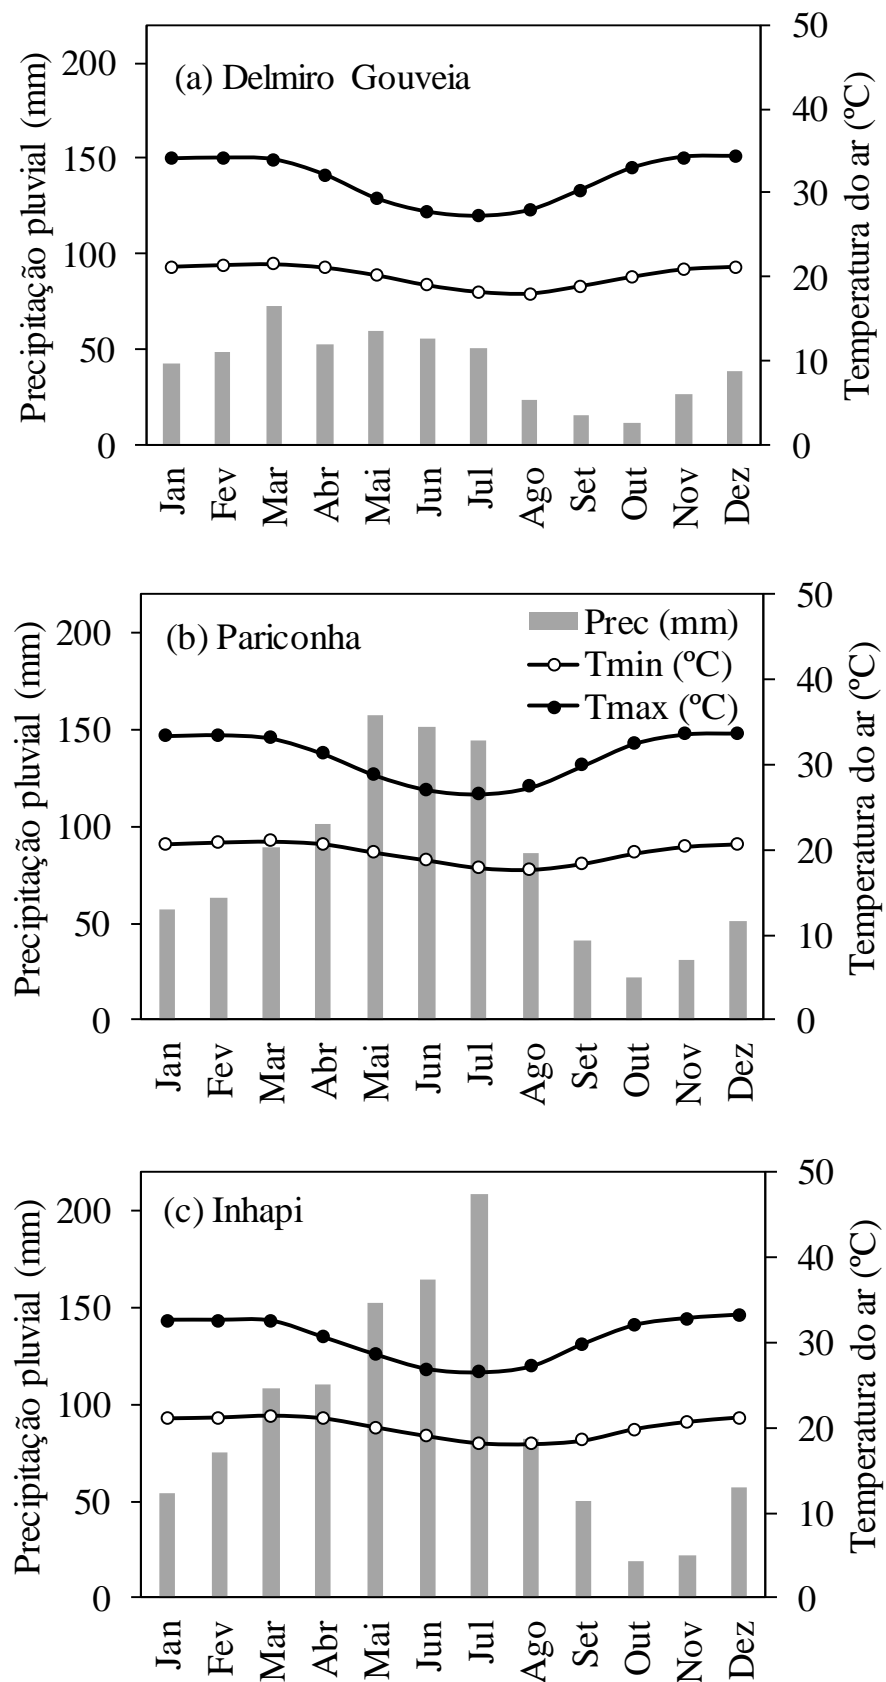 (a) Delmiro Gouveia
Precipitação pluvial (mm)
200
150
100
50
0
50
40
30
20
10
0
Temperatura do ar (ºC)
Jan
Fev
Mar
Abr
Mai
Jun
Jul
Ago
Set
Out
Nov
Dez
(b) Pariconha
Prec (mm)
Tmin (ºC)
Tmax (ºC)
Precipitação pluvial (mm)
200
150
100
50
0
50
40
30
20
10
0
Temperatura do ar (ºC)
Jan
Fev
Mar
Abr
Mai
Jun
Jul
Ago
Set
Out
Nov
Dez
(c) Inhapi
Precipitação pluvial (mm)
200
150
100
50
0
50
40
30
20
10
0
Temperatura do ar (ºC)
Jan
Fev
Mar
Abr
Mai
Jun
Jul
Ago
Set
Out
Nov
Dez